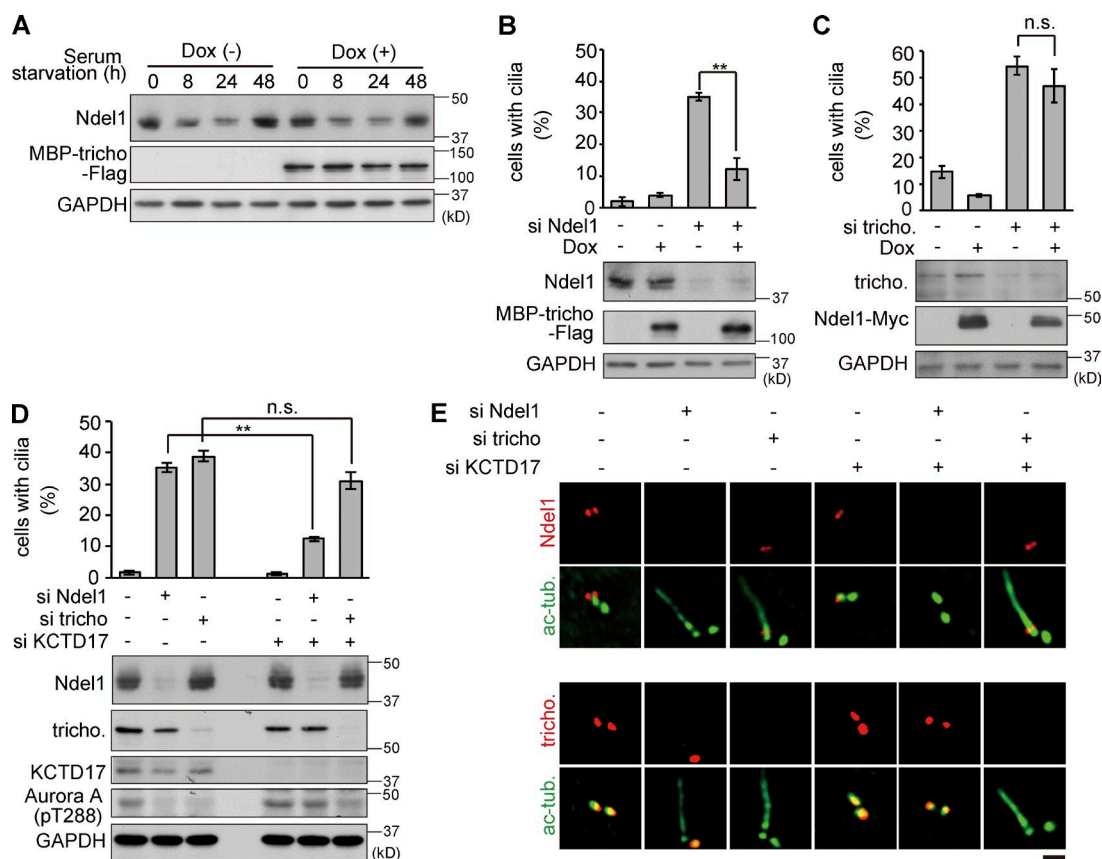 A
Dox (-) Dox (+)
Serum starvation (h) 0 8 24 48 0 8 24 48
Ndel1
50
37
MBP-tricho -Flag
150
100
GAPDH
37
(kD)
B
cells with cilia (%)
50
40
30
20
10
0
**
si Ndel1 - - + +
Dox - + - +
Ndel1
37
MBP-tricho -Flag
100
GAPDH
37
(kD)
C
cells with cilia (%)
60
50
40
30
20
10
0
n.s.
si tricho. - - + +
Dox - + - +
tricho.
50
Ndel1-Myc
50
GAPDH
37
(kD)
D
cells with cilia (%)
50
40
30
20
10
0
n.s.
**
si Ndel1 - + - - + -
si tricho - - + - - +
si KCTD17 - - - + + +
Ndel1
50
37
tricho.
50
KCTD17
37
Aurora A (pT288)
50
GAPDH
37
(kD)
E
si Ndel1 - + - - + -
si tricho - - + - - +
si KCTD17 - - - + + +
Ndel1
ac-tub.
tricho.
ac-tub.